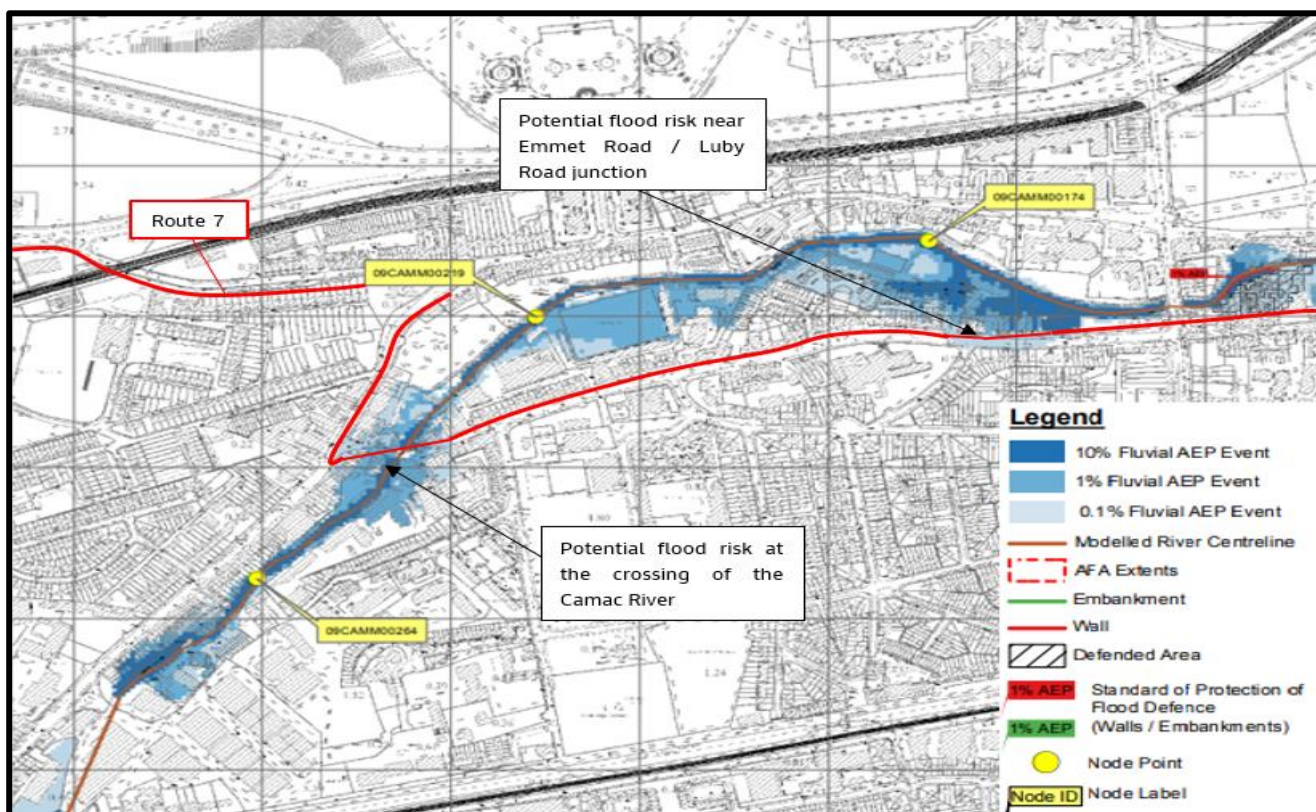 Potential flood risk near
Emmet Road / Luby
Road junction
Route 7
09CAMM00174
09CAMM00219
1% AEP
Potential flood risk at
the crossing of the
Camac River
09CAMM00264
Legend
10% Fluvial AEP Event
1% Fluvial AEP Event
0.1% Fluvial AEP Event
Modelled River Centreline
AFA Extents
Embankment
Wall
Defended Area
1% AEP Standard of Protection of
Flood Defence
1% AEP (Walls / Embankments)
Node Point
Node ID Node Label